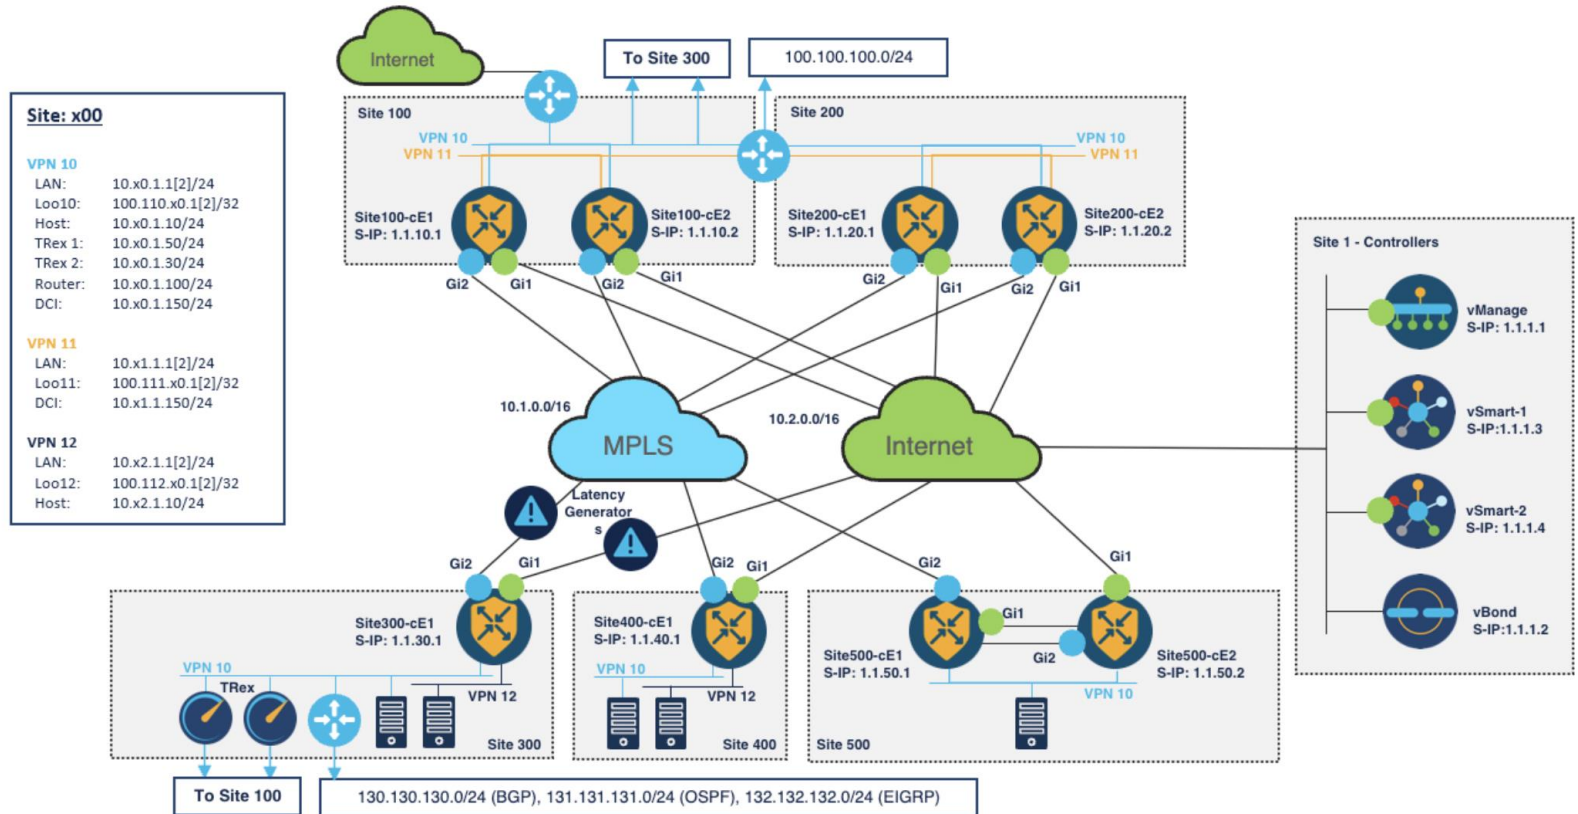 Internet
To Site 300
100.100.100.0/24
Site: x00
VPN 10
LAN: 10.x0.1.1[2]/24
Loo10: 100.110.x0.1[2]/32
Host: 10.x0.1.10/24
TRex 1: 10.x0.1.50/24
TRex 2: 10.x0.1.30/24
Router: 10.x0.1.100/24
DCI: 10.x0.1.150/24
VPN 11
LAN: 10.x1.1.1[2]/24
Loo11: 100.111.x0.1[2]/32
DCI: 10.x1.1.150/24
VPN 12
LAN: 10.x2.1.1[2]/24
Loo12: 100.112.x0.1[2]/32
Host: 10.x2.1.10/24
Site 100
VPN 10
VPN 11
Site100-cE1
S-IP: 1.1.10.1
Site100-cE2
S-IP: 1.1.10.2
Gi2
Gi1
Gi2
Gi1
Site 200
VPN 10
VPN 11
Site200-cE1
S-IP: 1.1.20.1
Site200-cE2
S-IP: 1.1.20.2
Gi2
Gi1
Gi2
Gi1
Site 1 - Controllers
vManage
S-IP: 1.1.1.1
vSmart-1
S-IP:1.1.1.3
vSmart-2
S-IP: 1.1.1.4
vBond
S-IP:1.1.1.2
10.1.0.0/16
MPLS
10.2.0.0/16
Internet
Latency
Generator
s
Gi2
Gi1
Site300-cE1
S-IP: 1.1.30.1
VPN 10
TRex
VPN 12
Site 300
Gi2
Gi1
Site400-cE1
S-IP: 1.1.40.1
VPN 10
VPN 12
Site 400
Gi2
Gi1
Gi1
Gi2
Site500-cE1
S-IP: 1.1.50.1
Site500-cE2
S-IP: 1.1.50.2
VPN 10
Site 500
To Site 100
130.130.130.0/24 (BGP), 131.131.131.0/24 (OSPF), 132.132.132.0/24 (EIGRP)